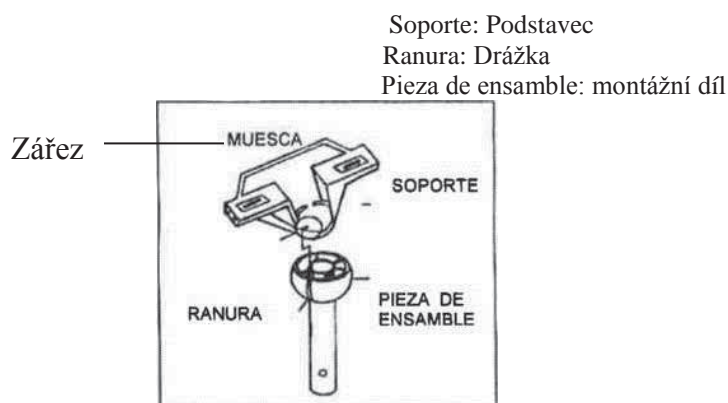 Soporte: Podstavec
Ranura: Drážka
Pieza de ensamble: montážní díl
Zářez
MUESCA
SOPORTE
RANURA
PIEZA DE
ENSAMBLE